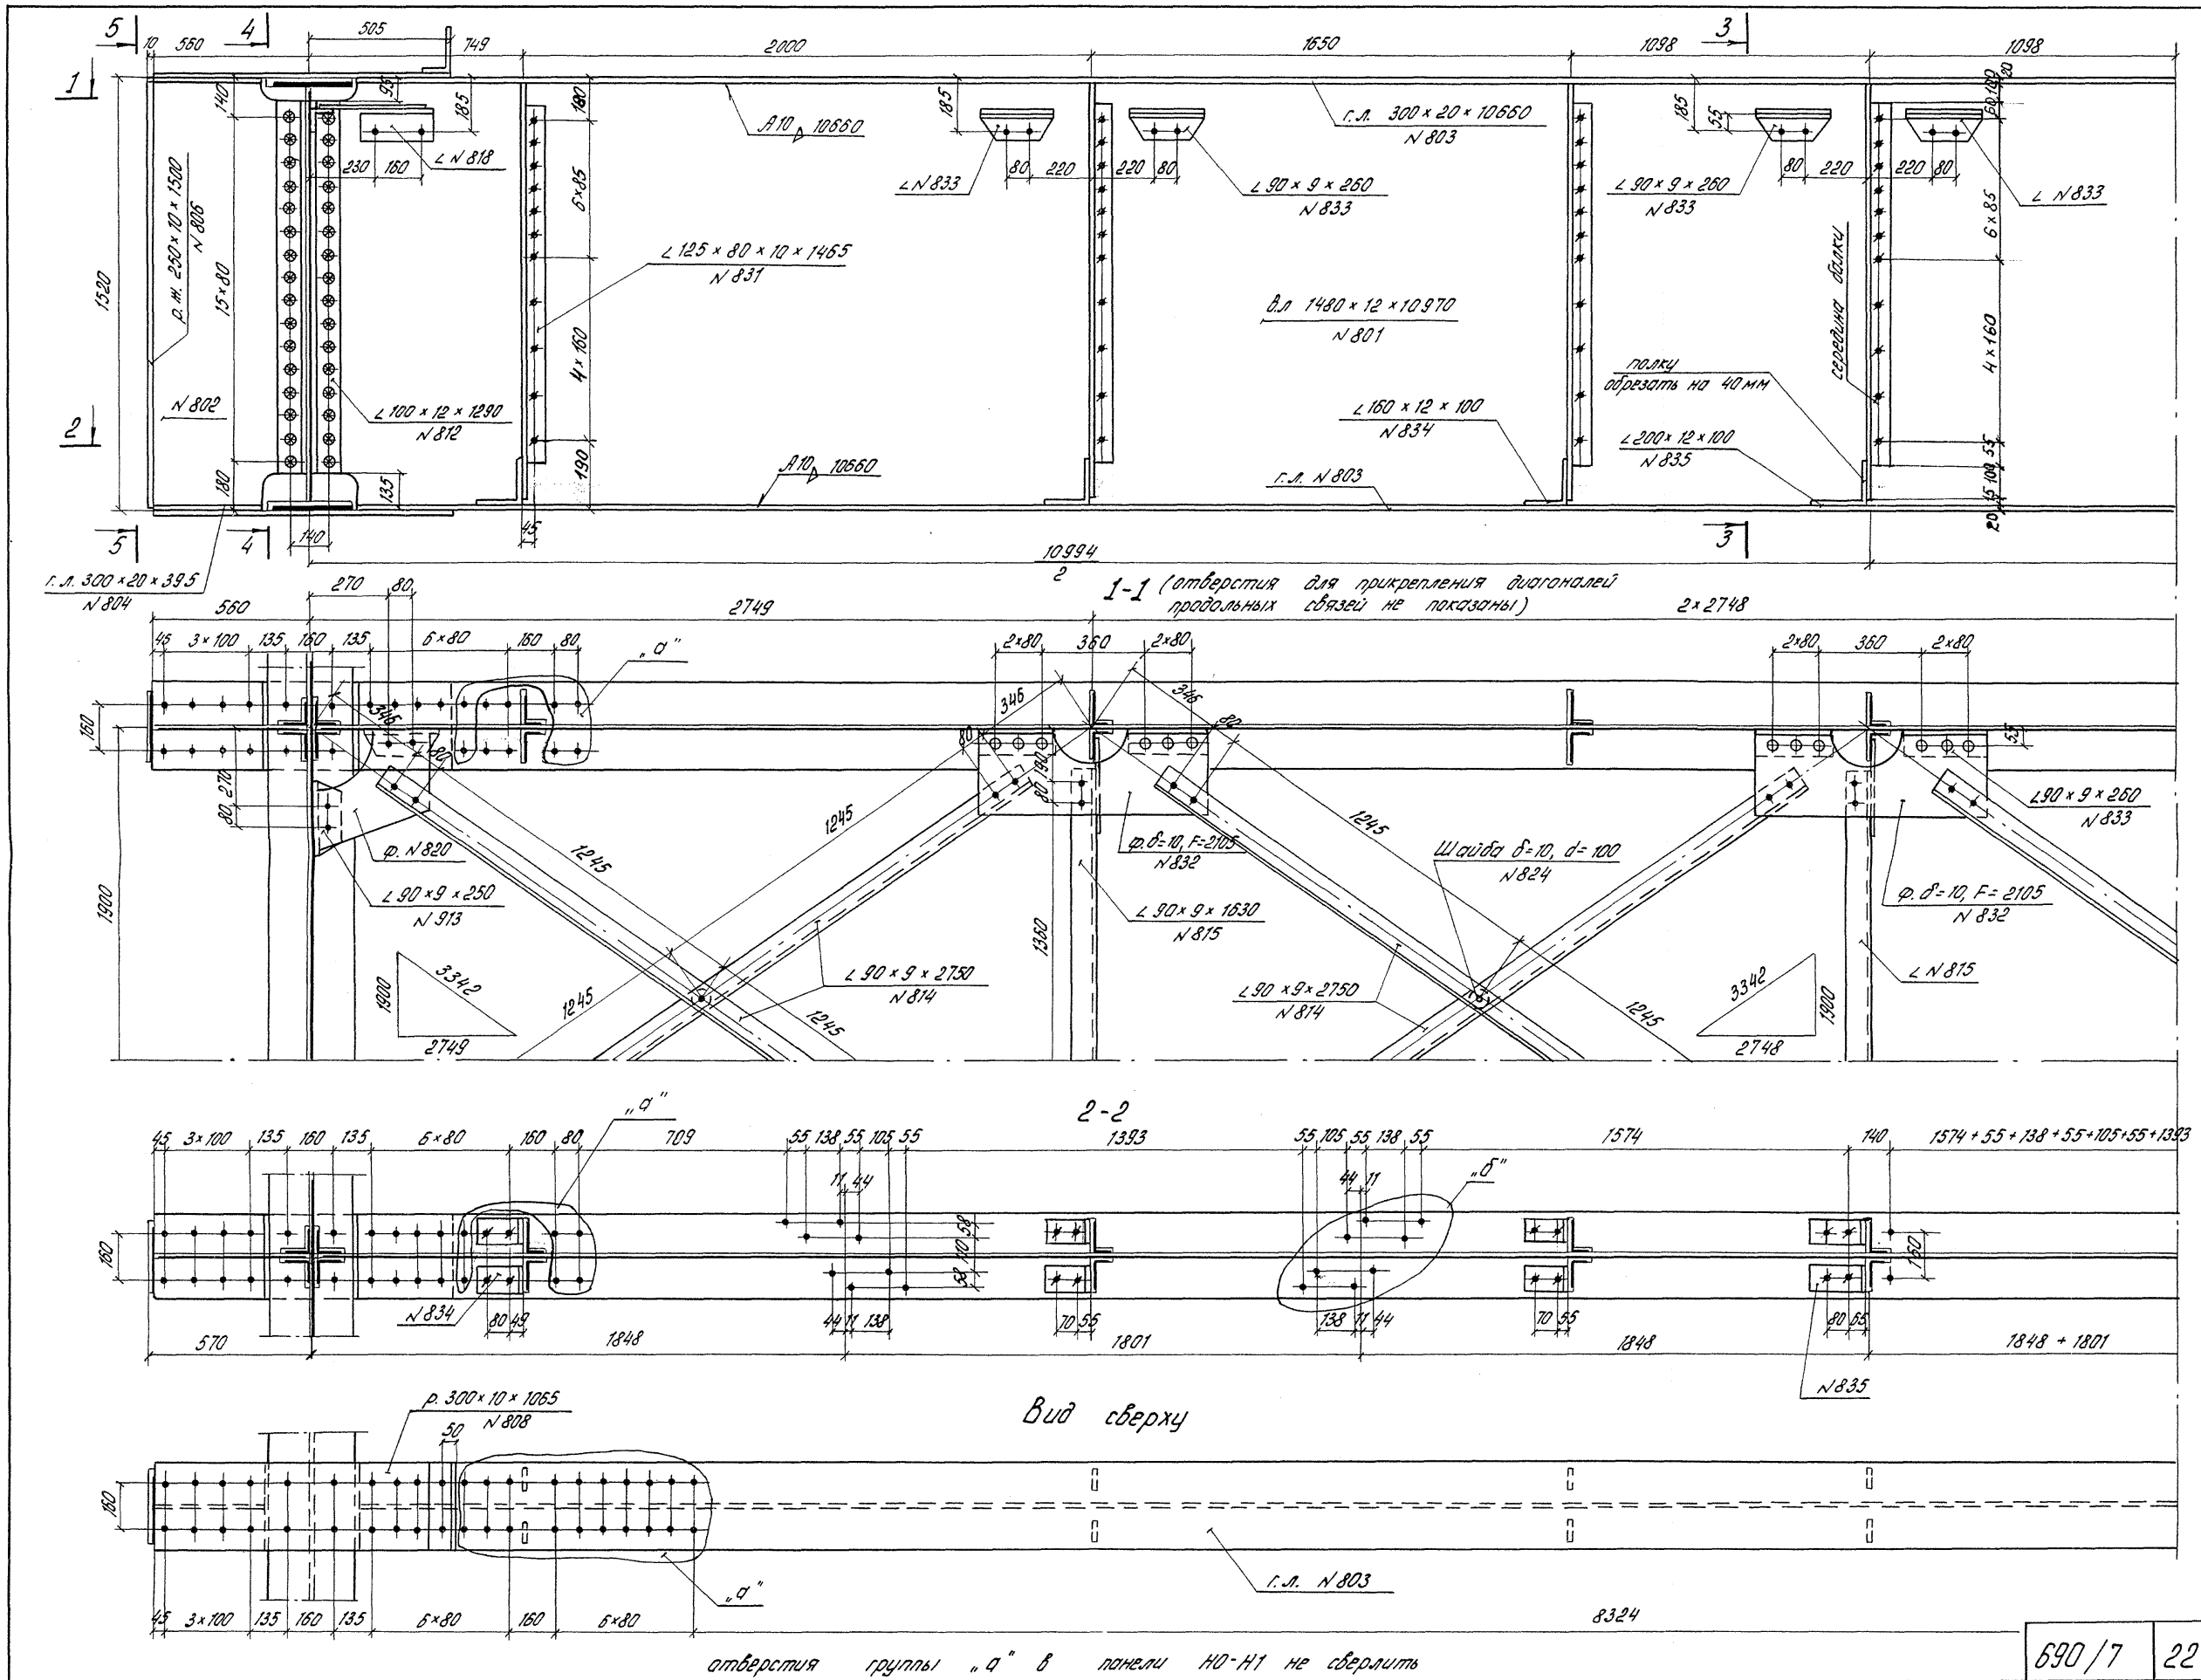 5
4
505
3
10
560
749
2000
1650
1098
1098
1
140
95
185
180
185
185
55
60
100
20
А10 10660
г.л. 300 × 20 × 10660
N 803
∠ N 818
230
160
80
220
220
80
80
220
220
80
∠ N 833
∠ 90 × 9 × 260
N 833
∠ 90 × 9 × 260
N 833
∠ N 833
р.ж. 250 × 10 × 1500
N 806
6×85
6×85
∠ 125 × 80 × 10 × 1465
N 831
1520
15×80
в.л 1480 × 12 × 10970
N 801
середина балки
4×160
4×160
полку
обрезать на 40 мм
N 802
∠ 100 × 12 × 1290
N 812
∠ 160 × 12 × 100
N 834
∠ 200 × 12 × 100
N 835
2
А10 10660
г.л. N 803
180
135
190
55
100
15
20
5
4
140
45
3
10994
2
г.л. 300 × 20 × 395
N 804
1-1 (отверстия для прикрепления диагоналей
продольных связей не показаны)
270
80
560
2749
2×2748
45
3×100
135
160
135
6×80
160
80
„а"
2×80
360
2×80
2×80
360
2×80
160
346
346
346
80
80
80
55
270
80
190
80
ф. N 820
∠ 90 × 9 × 250
N 913
1900
1245
1245
1245
1245
1245
1245
ф. δ=10, F=2105
N 832
∠ 90 × 9 × 1630
N 815
1360
Шайба δ=10, d=100
N 824
∠ 90 × 9 × 260
N 833
ф. δ=10, F=2105
N 832
∠ N 815
∠ 90 × 9 × 2750
N 814
∠ 90 × 9 × 2750
N 814
1900
3342
2749
3342
1900
2748
2-2
„а"
45
3×100
135
160
135
6×80
160
80
709
55
138
55
105
55
1393
55
105
55
138
55
1574
140
1574 + 55 + 138 + 55 + 105 + 55 + 1393
11
44
44
11
„б"
160
58
110
58
160
N 834
80
49
44
11
138
70
55
138
11
44
70
55
80
55
570
1848
1801
1848
1848 + 1801
N 835
Вид сверху
р. 300 × 10 × 1065
N 808
50
160
„а"
г.л. N 803
45
3×100
135
160
135
6×80
160
6×80
8324
отверстия группы „а" в панели Н0-Н1 не сверлить
690/7
22